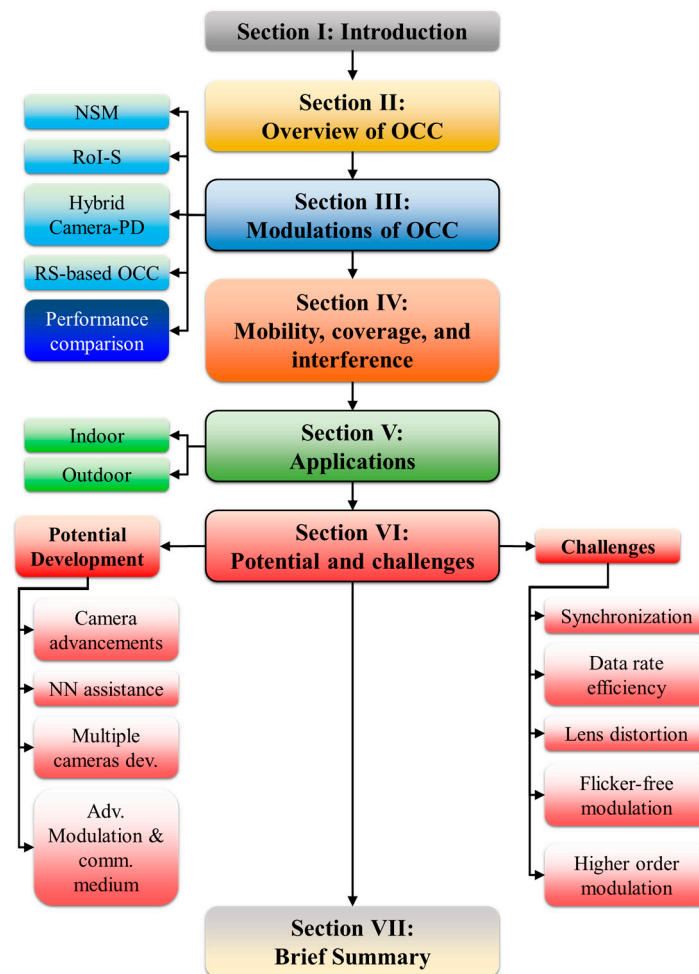 Section I: Introduction
Section II:
Overview of OCC
NSM
RoI-S
Hybrid
Camera-PD
RS-based OCC
Performance
comparison
Section III:
Modulations of OCC
Section IV:
Mobility, coverage, and
interference
Indoor
Outdoor
Section V:
Applications
Potential
Development
Section VI:
Potential and challenges
Challenges
Camera
advancements
NN assistance
Multiple
cameras dev.
Adv.
Modulation &
comm.
medium
Synchronization
Data rate
efficiency
Lens distortion
Flicker-free
modulation
Higher order
modulation
Section VII:
Brief Summary